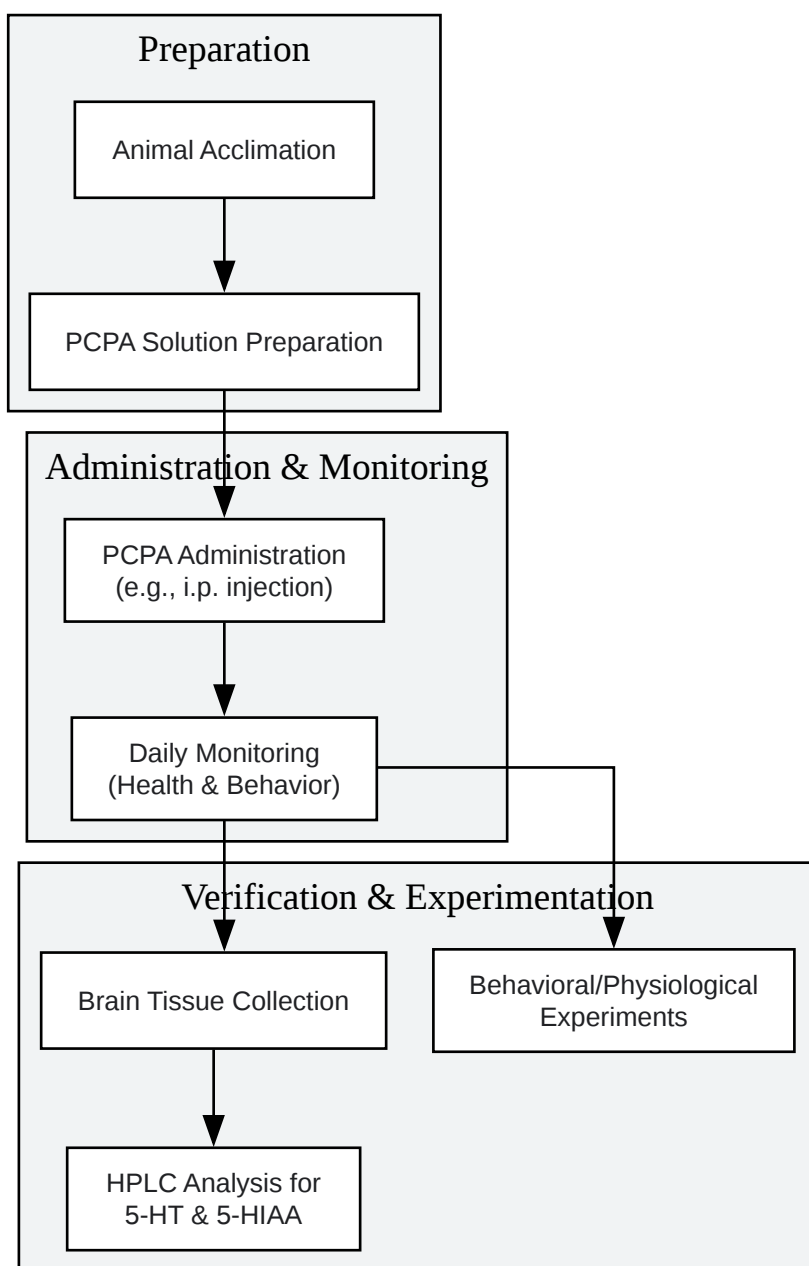 Preparation
Animal Acclimation
PCPA Solution Preparation
Administration & Monitoring
PCPA Administration
(e.g., i.p. injection)
Daily Monitoring
(Health & Behavior)
Verification & Experimentation
Brain Tissue Collection
Behavioral/Physiological
Experiments
HPLC Analysis for
5-HT & 5-HIAA